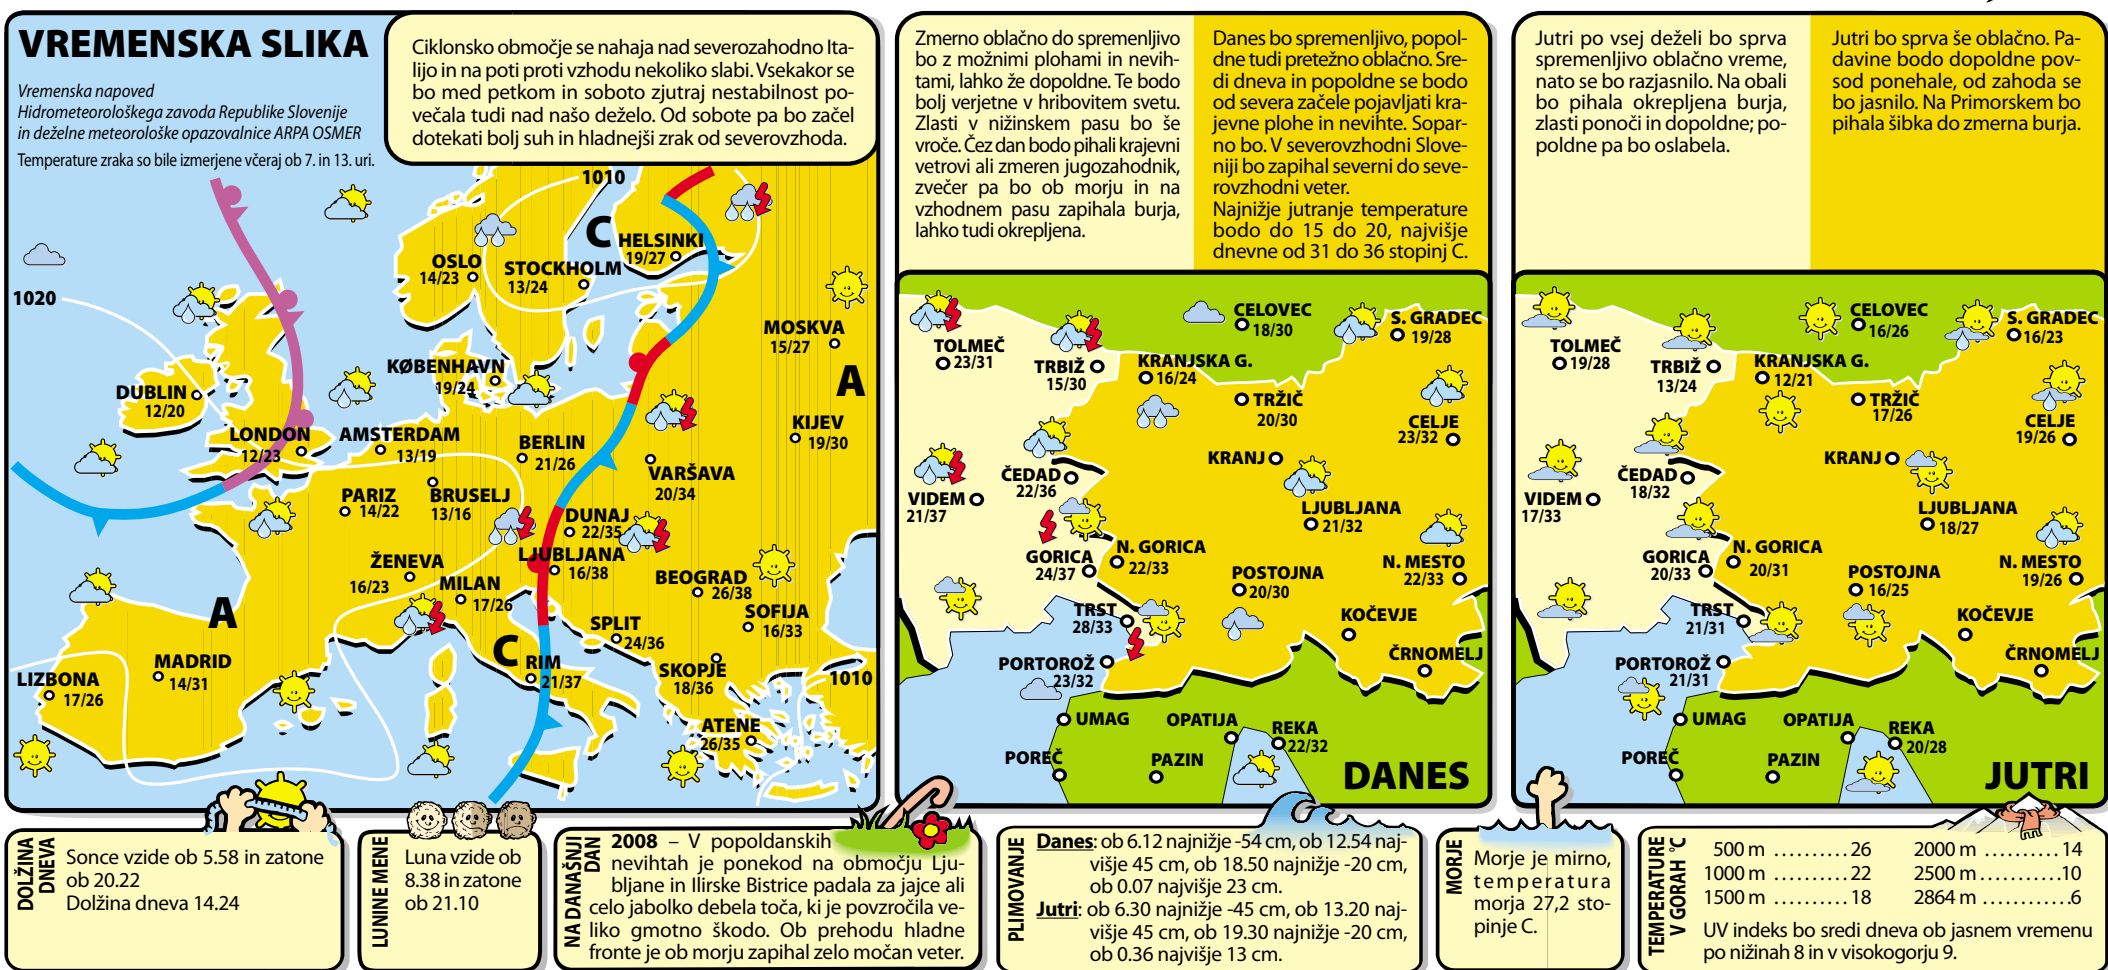 VREMENSKA SLIKA
Vremenska napoved
Hidrometeorološkega zavoda Republike Slovenije
in deželne meteorološke opazovalnice ARPA OSMER
Temperature zraka so bile izmerjene včeraj ob 7. in 13. uri.
Ciklonsko območje se nahaja nad severozahodno Ita-
lijo in na poti proti vzhodu nekoliko slabi. Vsekakor se
bo med petkom in soboto zjutraj nestabilnost po-
večala tudi nad našo deželo. Od sobote pa bo začel
dotekati bolj suh in hladnejši zrak od severovzhoda.
1010
C
HELSINKI
19/27
OSLO
14/23
STOCKHOLM
13/24
1020
MOSKVA
15/27
KØBENHAVN
19/24
DUBLIN
12/20
A
KIJEV
19/30
LONDON
12/23
AMSTERDAM
13/19
BERLIN
21/26
VARŠAVA
20/34
PARIZ
14/22
BRUSELJ
13/16
DUNAJ
22/35
LJUBLJANA
16/38
ŽENEVA
16/23
MILAN
17/26
BEOGRAD
26/38
A
SOFIJA
16/33
SPLIT
24/36
C
RIM
21/37
SKOPJE
18/36
1010
MADRID
14/31
LIZBONA
17/26
ATENE
26/35
Zmerno oblačno do spremenljivo
bo z možnimi plohami in nevih-
tami, lahko že dopoldne. Te bodo
bolj verjetne v hribovitem svetu.
Zlasti v nižinskem pasu bo še
vroče. Čez dan bodo pihali krajevni
vetrovi ali zmeren jugozahodnik,
zvečer pa bo ob morju in na
vzhodnem pasu zapihala burja,
lahko tudi okrepljena.
Danes bo spremenljivo, popol-
dne tudi pretežno oblačno. Sre-
di dneva in popoldne se bodo
od severa začele pojavljati kra-
jevne plohe in nevihte. Sopar-
no bo. V severovzhodni Slove-
niji bo zapihal severni do seve-
rovzhodni veter.
Najnižje jutranje temperature
bodo do 15 do 20, najvišje
dnevne od 31 do 36 stopinj C.
CELOVEC
18/30
S. GRADEC
19/28
TOLMEČ
23/31
TRBIŽ
15/30
KRANJSKA G.
16/24
TRŽIČ
20/30
CELJE
23/32
KRANJ
ČEDAD
22/36
VIDEM
21/37
LJUBLJANA
21/32
GORICA
24/37
N. GORICA
22/33
POSTOJNA
20/30
N. MESTO
22/33
TRST
28/33
KOČEVJE
PORTOROŽ
23/32
ČRNOMELJ
UMAG
OPATIJA
REKA
22/32
POREČ
PAZIN
DANES
Jutri po vsej deželi bo sprva
spremenljivo oblačno vreme,
nato se bo razjasnilo. Na obali
bo pihala okrepljena burja,
zlasti ponoči in dopoldne; po-
poldne pa bo oslabela.
Jutri bo sprva še oblačno. Pa-
davine bodo dopoldne pov-
sod ponehale, od zahoda se
bo jasnilo. Na Primorskem bo
pihala šibka do zmerna burja.
CELOVEC
16/26
S. GRADEC
16/23
TOLMEČ
19/28
TRBIŽ
13/24
KRANJSKA G.
12/21
TRŽIČ
17/26
CELJE
19/26
KRANJ
ČEDAD
18/32
VIDEM
17/33
LJUBLJANA
18/27
GORICA
20/33
N. GORICA
20/31
POSTOJNA
16/25
N. MESTO
19/26
TRST
21/31
KOČEVJE
PORTOROŽ
21/31
ČRNOMELJ
UMAG
OPATIJA
REKA
20/28
POREČ
PAZIN
JUTRI
DOLŽINA
DNEVA
Sonce vzide ob 5.58 in zatone
ob 20.22
Dolžina dneva 14.24
LUNINE MENE
Luna vzide ob
8.38 in zatone
ob 21.10
NA DANAŠNJI
DAN
2008 – V popoldanskih
nevihtah je ponekod na območju Lju-
bljane in Ilirske Bistrice padala za jajce ali
celo jabolko debela toča, ki je povzročila ve-
liko gmotno škodo. Ob prehodu hladne
fronte je ob morju zapihal zelo močan veter.
PLIMOVANJE
Danes: ob 6.12 najnižje -54 cm, ob 12.54 naj-
višje 45 cm, ob 18.50 najnižje -20 cm,
ob 0.07 najvišje 23 cm.
Jutri: ob 6.30 najnižje -45 cm, ob 13.20 naj-
višje 45 cm, ob 19.30 najnižje -20 cm,
ob 0.36 najvišje 13 cm.
MORJE
Morje je mirno,
temperatura
morja 27,2 sto-
pinje C.
TEMPERATURE
V GORAH °C
500 m ..........26
1000 m ..........22
1500 m ..........18
2000 m ..........14
2500 m...........10
2864 m ............6
UV indeks bo sredi dneva ob jasnem vremenu
po nižinah 8 in v visokogorju 9.